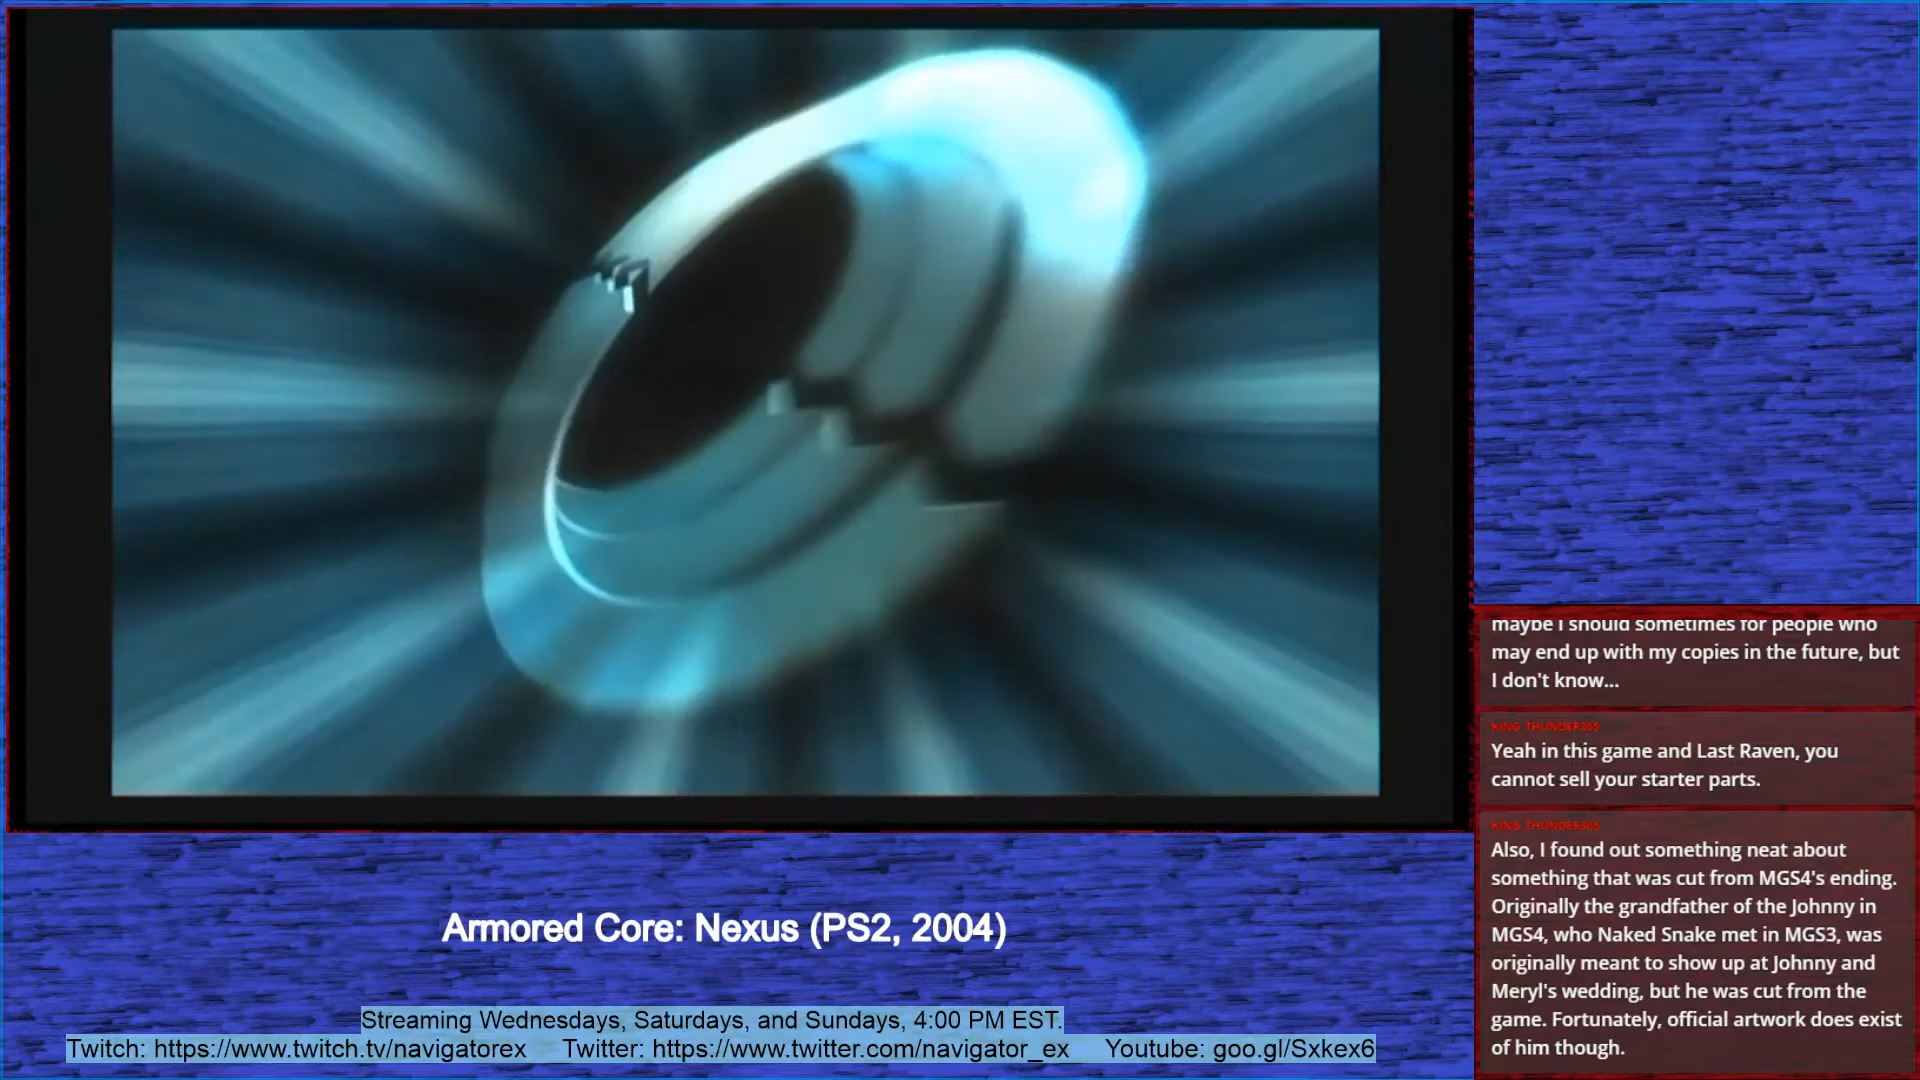 maybe I should sometimes for people who
may end up with my copies in the future, but
I don't know...
KING THUNDER365
Yeah in this game and Last Raven, you
cannot sell your starter parts.
KING THUNDER365
Also, I found out something neat about
something that was cut from MGS4's ending.
Originally the grandfather of the Johnny in
MGS4, who Naked Snake met in MGS3, was
originally meant to show up at Johnny and
Meryl's wedding, but he was cut from the
game. Fortunately, official artwork does exist
of him though.
Armored Core: Nexus (PS2, 2004)
Streaming Wednesdays, Saturdays, and Sundays, 4:00 PM EST.
Twitch: https://www.twitch.tv/navigatorex Twitter: https://www.twitter.com/navigator_ex Youtube: goo.gl/Sxkex6